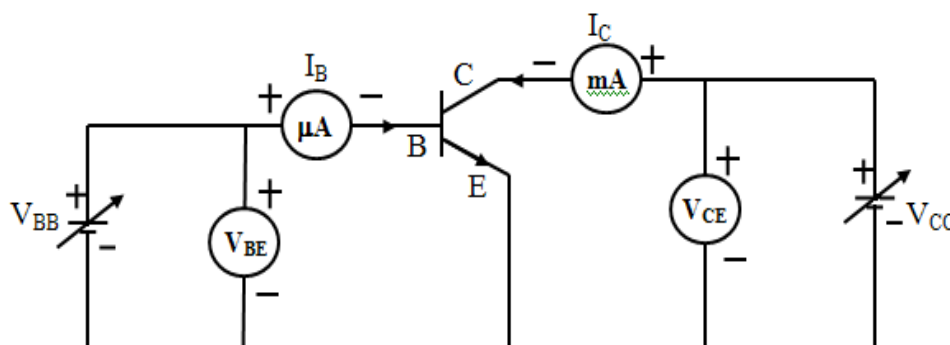 I_C
I_B
C
− mA +
+ μA −
B
E
+
V_BB
−
+
V_BE
−
+
V_CE
−
+
− V_CC